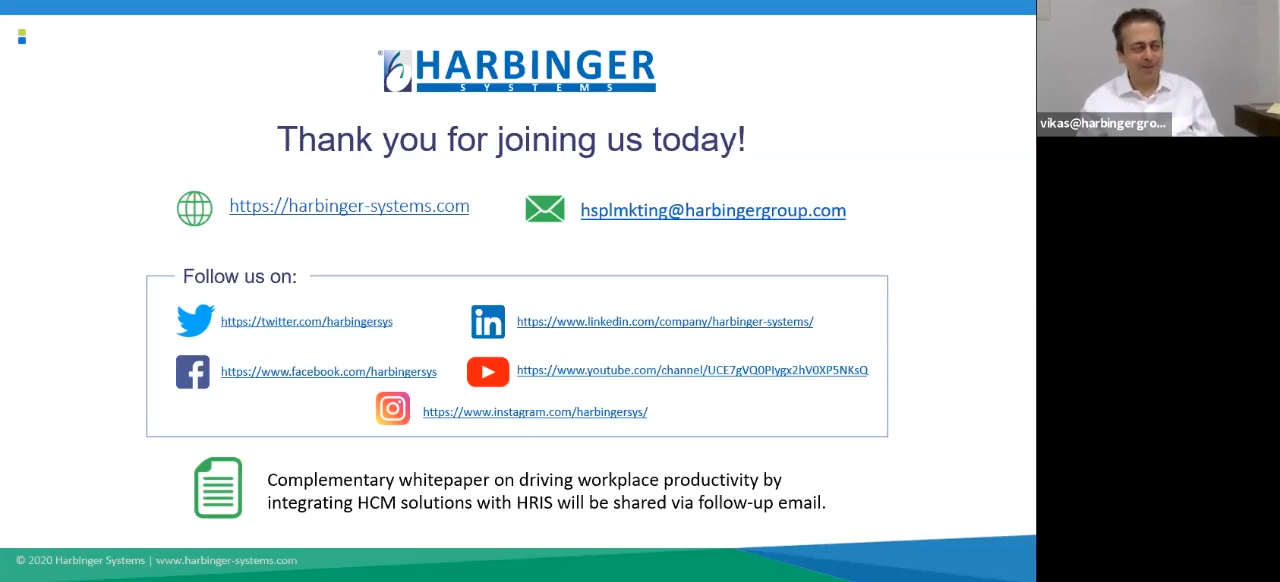 HARBINGER
SYSTEMS
Thank you for joining us today!
https://harbinger-systems.com
hsplmkting@harbingergroup.com
Follow us on:
https://twitter.com/harbingersys
https://www.linkedin.com/company/harbinger-systems/
https://www.facebook.com/harbingersys
https://www.youtube.com/channel/UCE7gVQ0PIygx2hV0XP5NKsQ
https://www.instagram.com/harbingersys/
Complementary whitepaper on driving workplace productivity by
integrating HCM solutions with HRIS will be shared via follow-up email.
© 2020 Harbinger Systems | www.harbinger-systems.com
vikas@harbingergro...